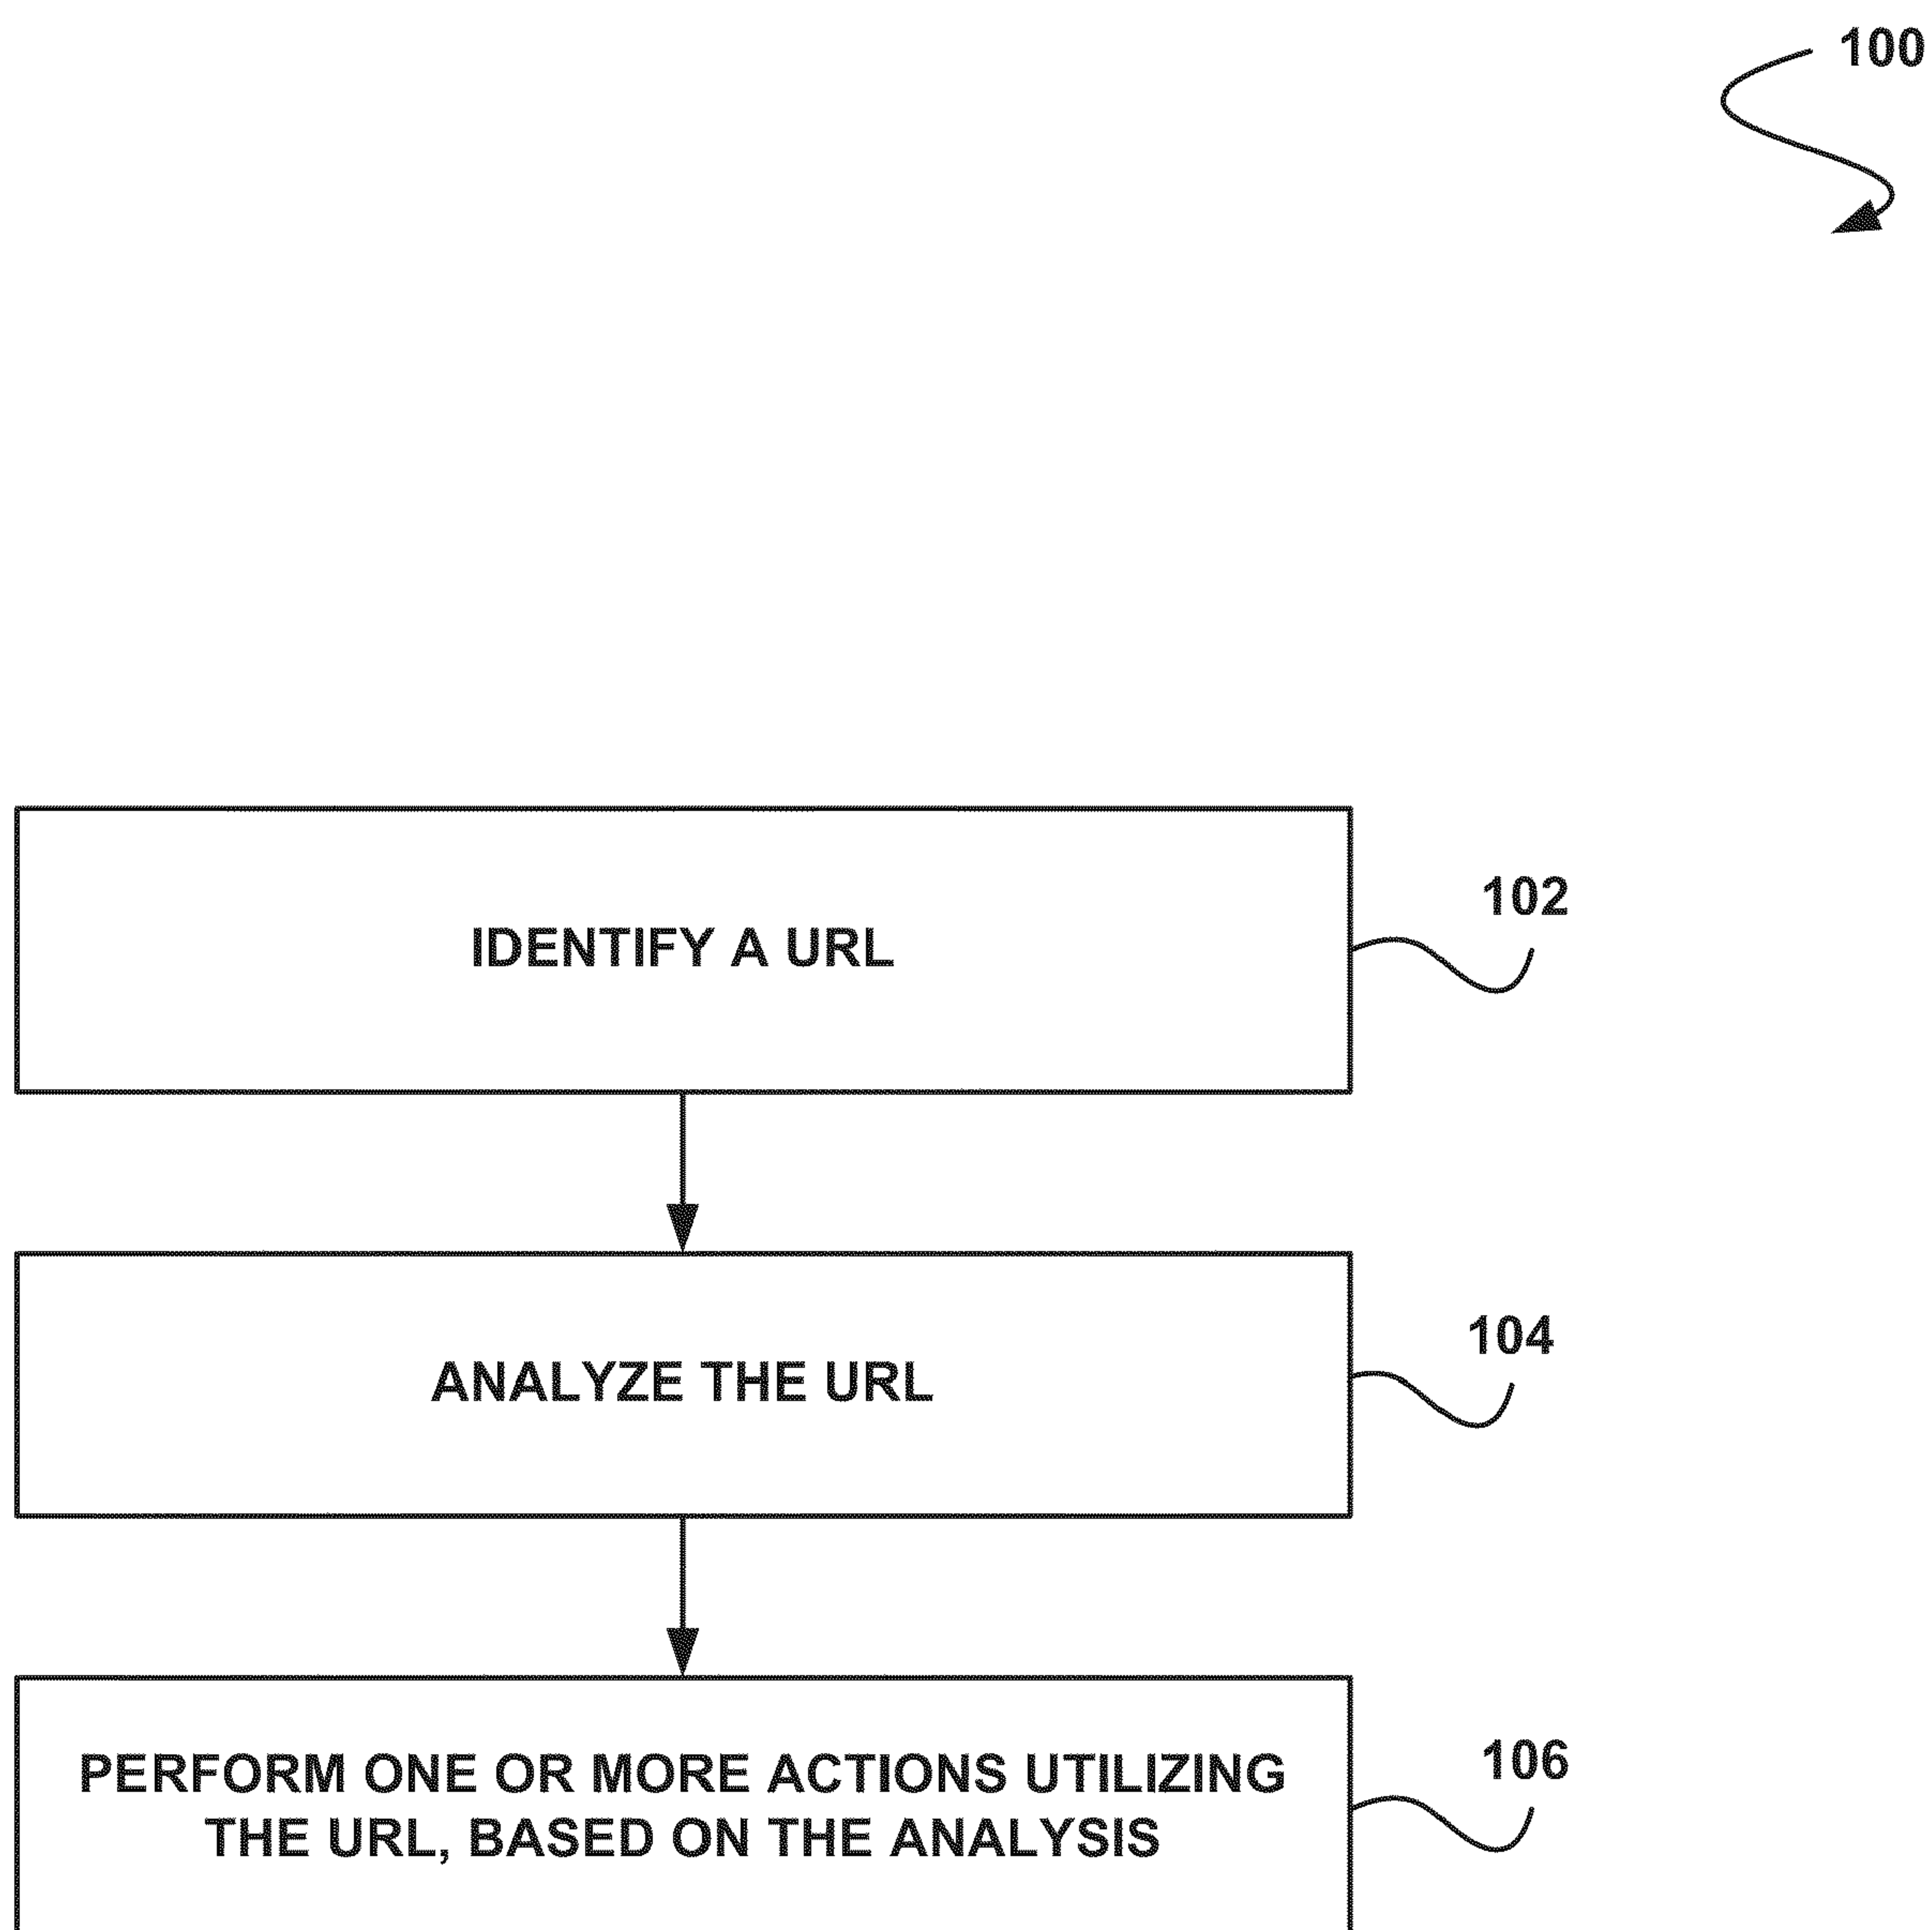 100
IDENTIFY A URL
102
ANALYZE THE URL
104
PERFORM ONE OR MORE ACTIONS UTILIZING
THE URL, BASED ON THE ANALYSIS
106